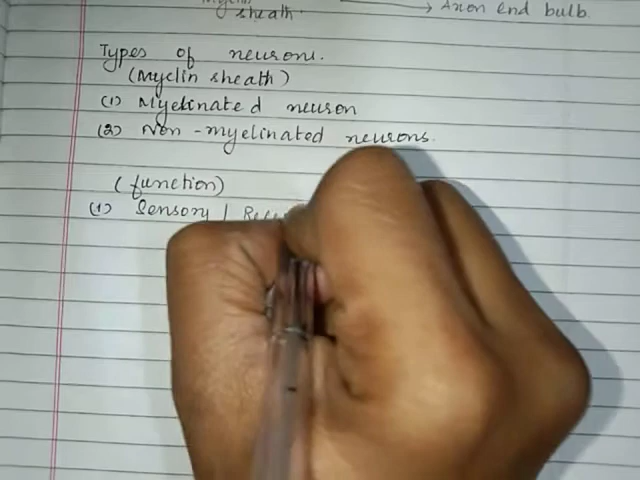 sheath. → Axon end bulb.
Types of neurons.
(Myelin sheath)
(1) Myelinated neuron
(2) Non-myelinated neurons.
(function)
(1) Sensory |